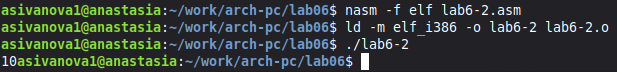 asivanova1@anastasia:~/work/arch-pc/lab06$ nasm -f elf lab6-2.asm
asivanova1@anastasia:~/work/arch-pc/lab06$ ld -m elf_i386 -o lab6-2 lab6-2.o
asivanova1@anastasia:~/work/arch-pc/lab06$ ./lab6-2
10asivanova1@anastasia:~/work/arch-pc/lab06$